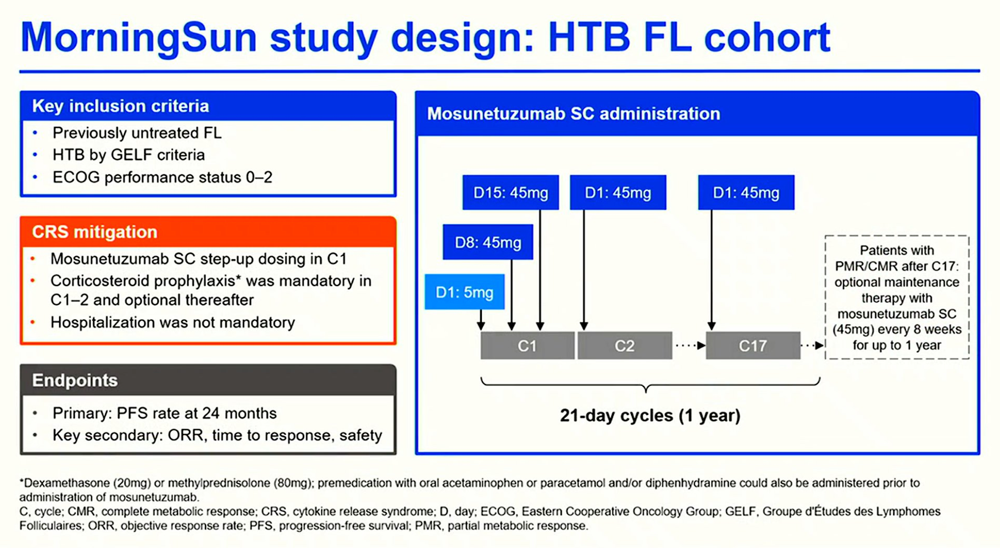 MorningSun study design: HTB FL cohort
Key inclusion criteria
• Previously untreated FL
• HTB by GELF criteria
• ECOG performance status 0–2
CRS mitigation
• Mosunetuzumab SC step-up dosing in C1
• Corticosteroid prophylaxis* was mandatory in
C1–2 and optional thereafter
• Hospitalization was not mandatory
Endpoints
• Primary: PFS rate at 24 months
• Key secondary: ORR, time to response, safety
Mosunetuzumab SC administration
D15: 45mg
D1: 45mg
D1: 45mg
D8: 45mg
D1: 5mg
C1
C2
C17
Patients with
PMR/CMR after C17:
optional maintenance
therapy with
mosunetuzumab SC
(45mg) every 8 weeks
for up to 1 year
21-day cycles (1 year)
*Dexamethasone (20mg) or methylprednisolone (80mg); premedication with oral acetaminophen or paracetamol and/or diphenhydramine could also be administered prior to
administration of mosunetuzumab.
C, cycle; CMR, complete metabolic response; CRS, cytokine release syndrome; D, day; ECOG, Eastern Cooperative Oncology Group; GELF, Groupe d'Études des Lymphomes
Folliculaires; ORR, objective response rate; PFS, progression-free survival; PMR, partial metabolic response.